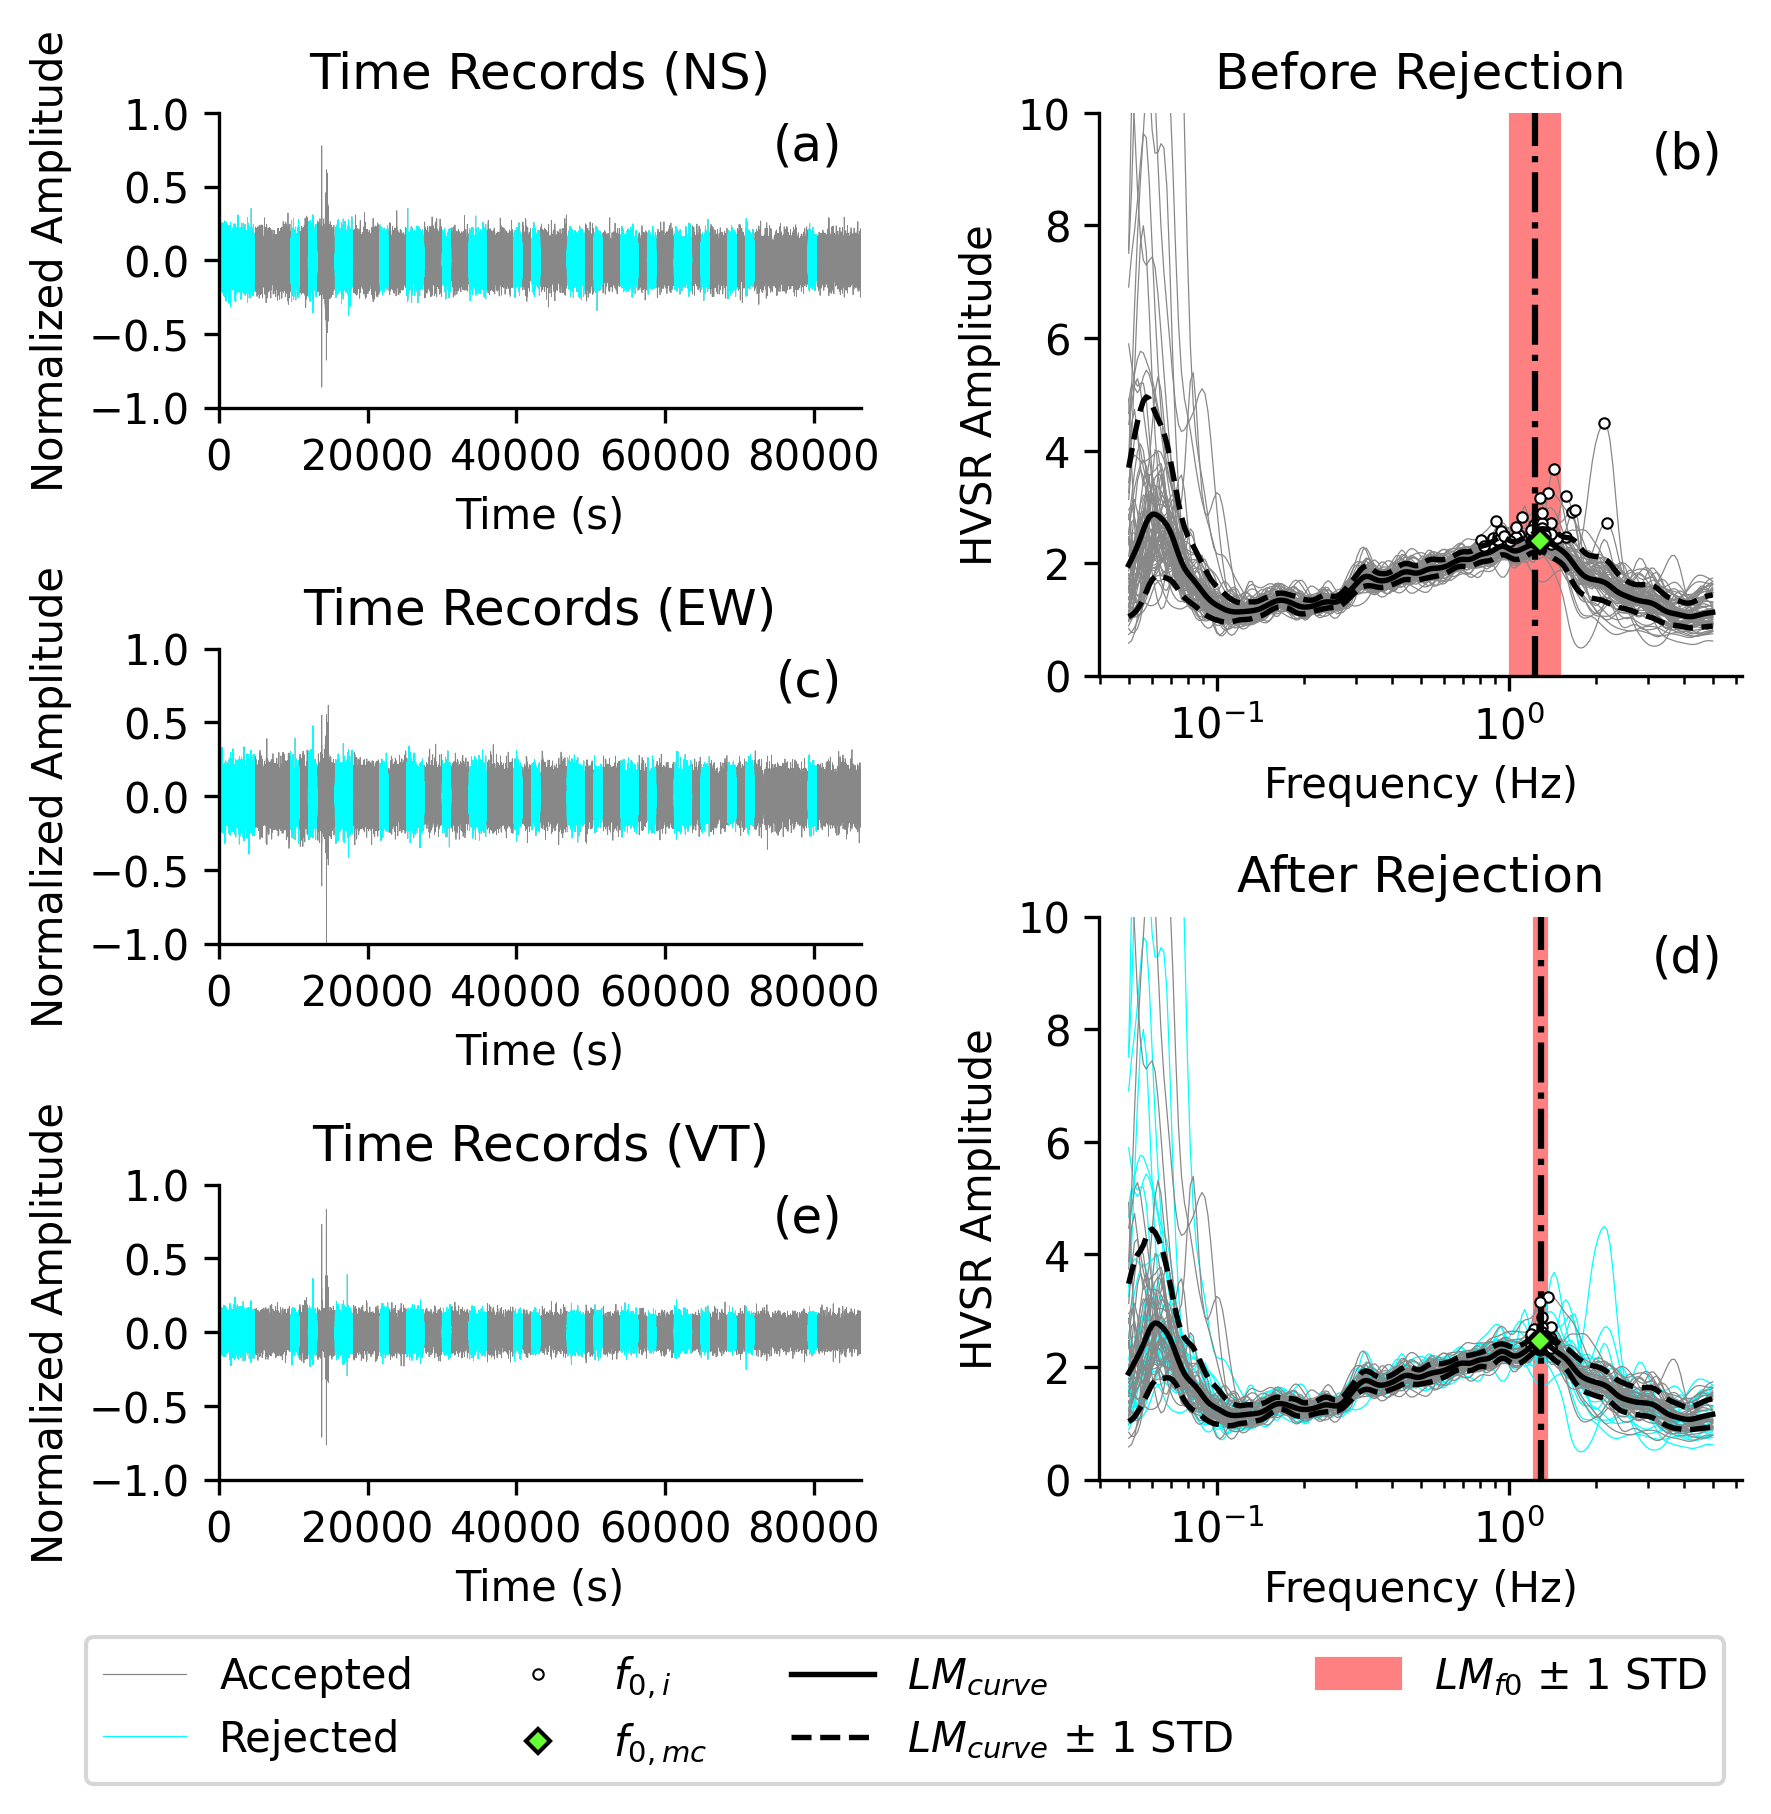 Time Records (NS)
(a)
Normalized Amplitude
1.0
0.5
0.0
−0.5
−1.0
0 20000 40000 60000 80000
Time (s)
Before Rejection
(b)
HVSR Amplitude
10
8
6
4
2
0
10⁻¹ 10⁰
Frequency (Hz)
Time Records (EW)
(c)
Normalized Amplitude
1.0
0.5
0.0
−0.5
−1.0
0 20000 40000 60000 80000
Time (s)
After Rejection
(d)
HVSR Amplitude
10
8
6
4
2
0
10⁻¹ 10⁰
Frequency (Hz)
Time Records (VT)
(e)
Normalized Amplitude
1.0
0.5
0.0
−0.5
−1.0
0 20000 40000 60000 80000
Time (s)
Accepted
Rejected
f0,i
f0,mc
LMcurve
LMcurve ± 1 STD
LMf0 ± 1 STD